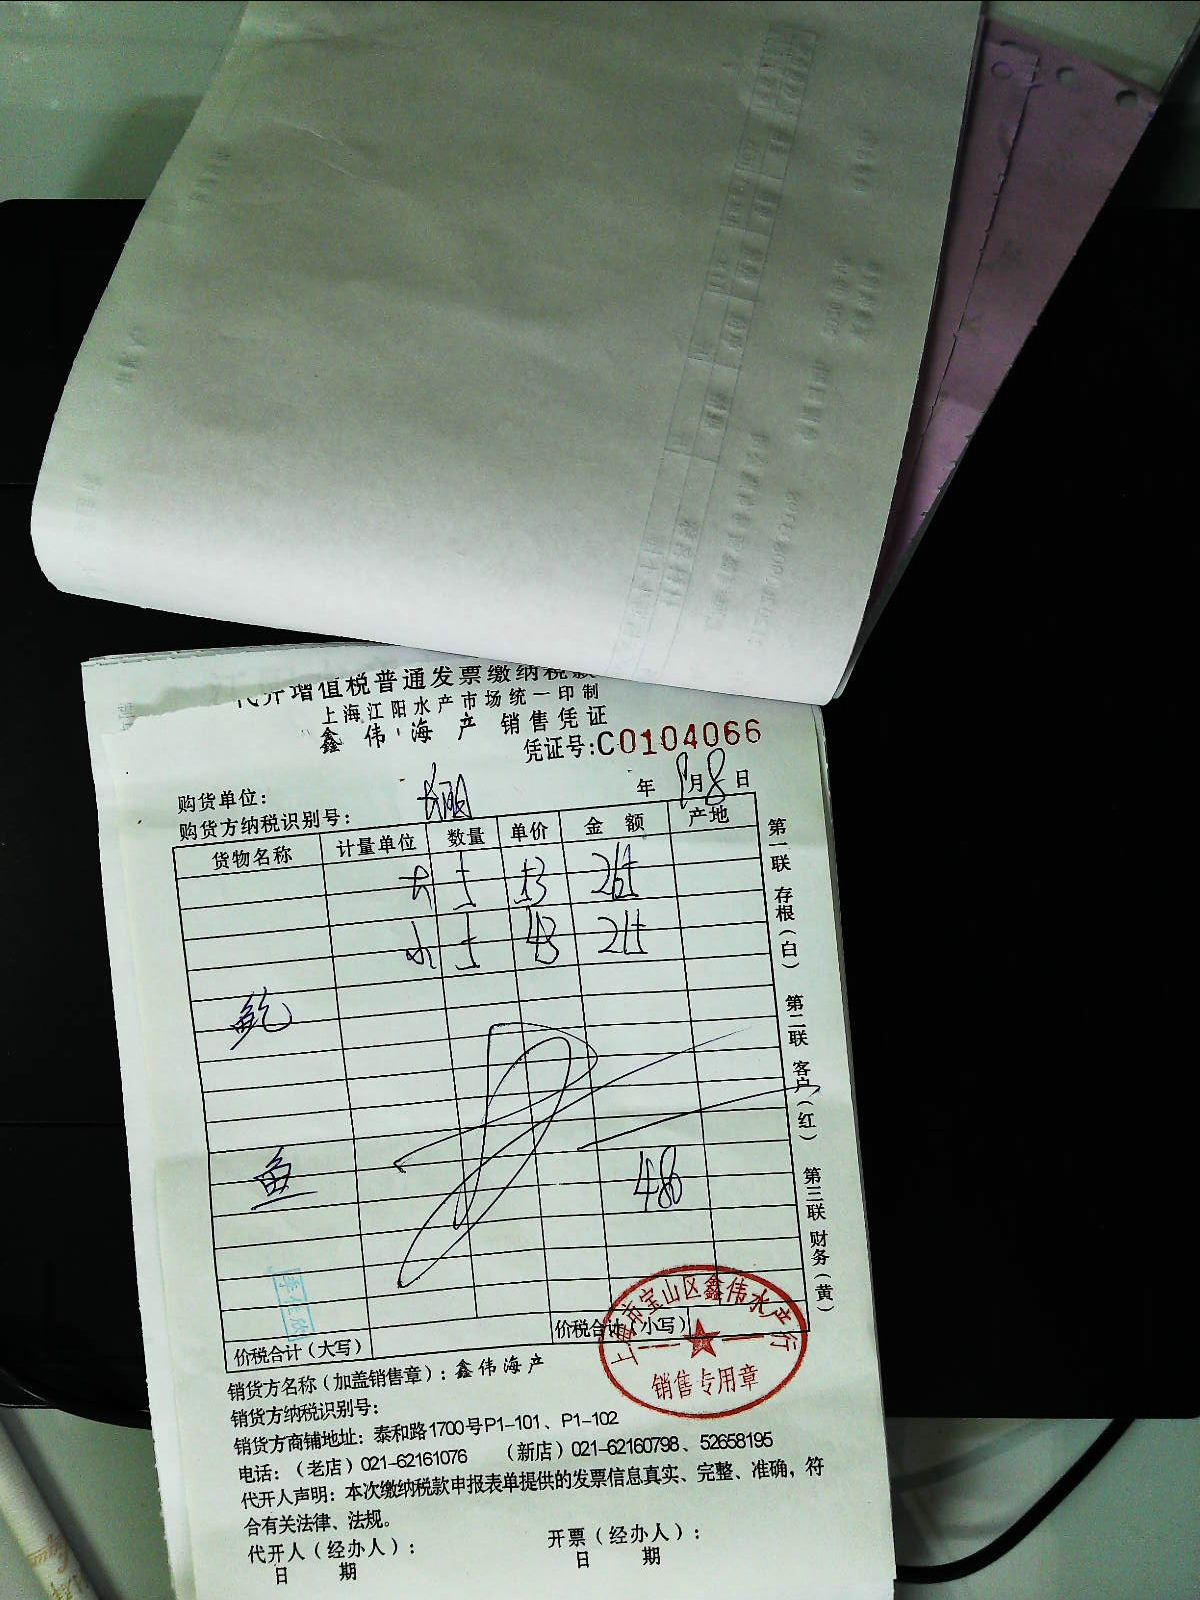 代开增值税普通发票缴纳税款
上海江阳水产市场统一印制
鑫伟海产 销售凭证
凭证号:C0104066
购货单位：
年 月8日
购货方纳税识别号：
货物名称 计量单位 数量 单价 金 额 产地
大 5 53 265
小 5 43 215
鲍
鱼
480
价税合计（大写） 价税合计（小写）
第一联 存根（白） 第二联 客户（红） 第三联 财务（黄）
上海市宝山区鑫伟水产行
销售专用章
销货方名称（加盖销售章）：鑫伟海产
销货方纳税识别号：
销货方商铺地址：泰和路1700号P1-101、P1-102
电话：（老店）021-62161076 （新店）021-62160798、52658195
代开人声明：本次缴纳税款申报表单提供的发票信息真实、完整、准确，符
合有关法律、法规。
代开人（经办人）： 开票（经办人）：
日 期 日 期